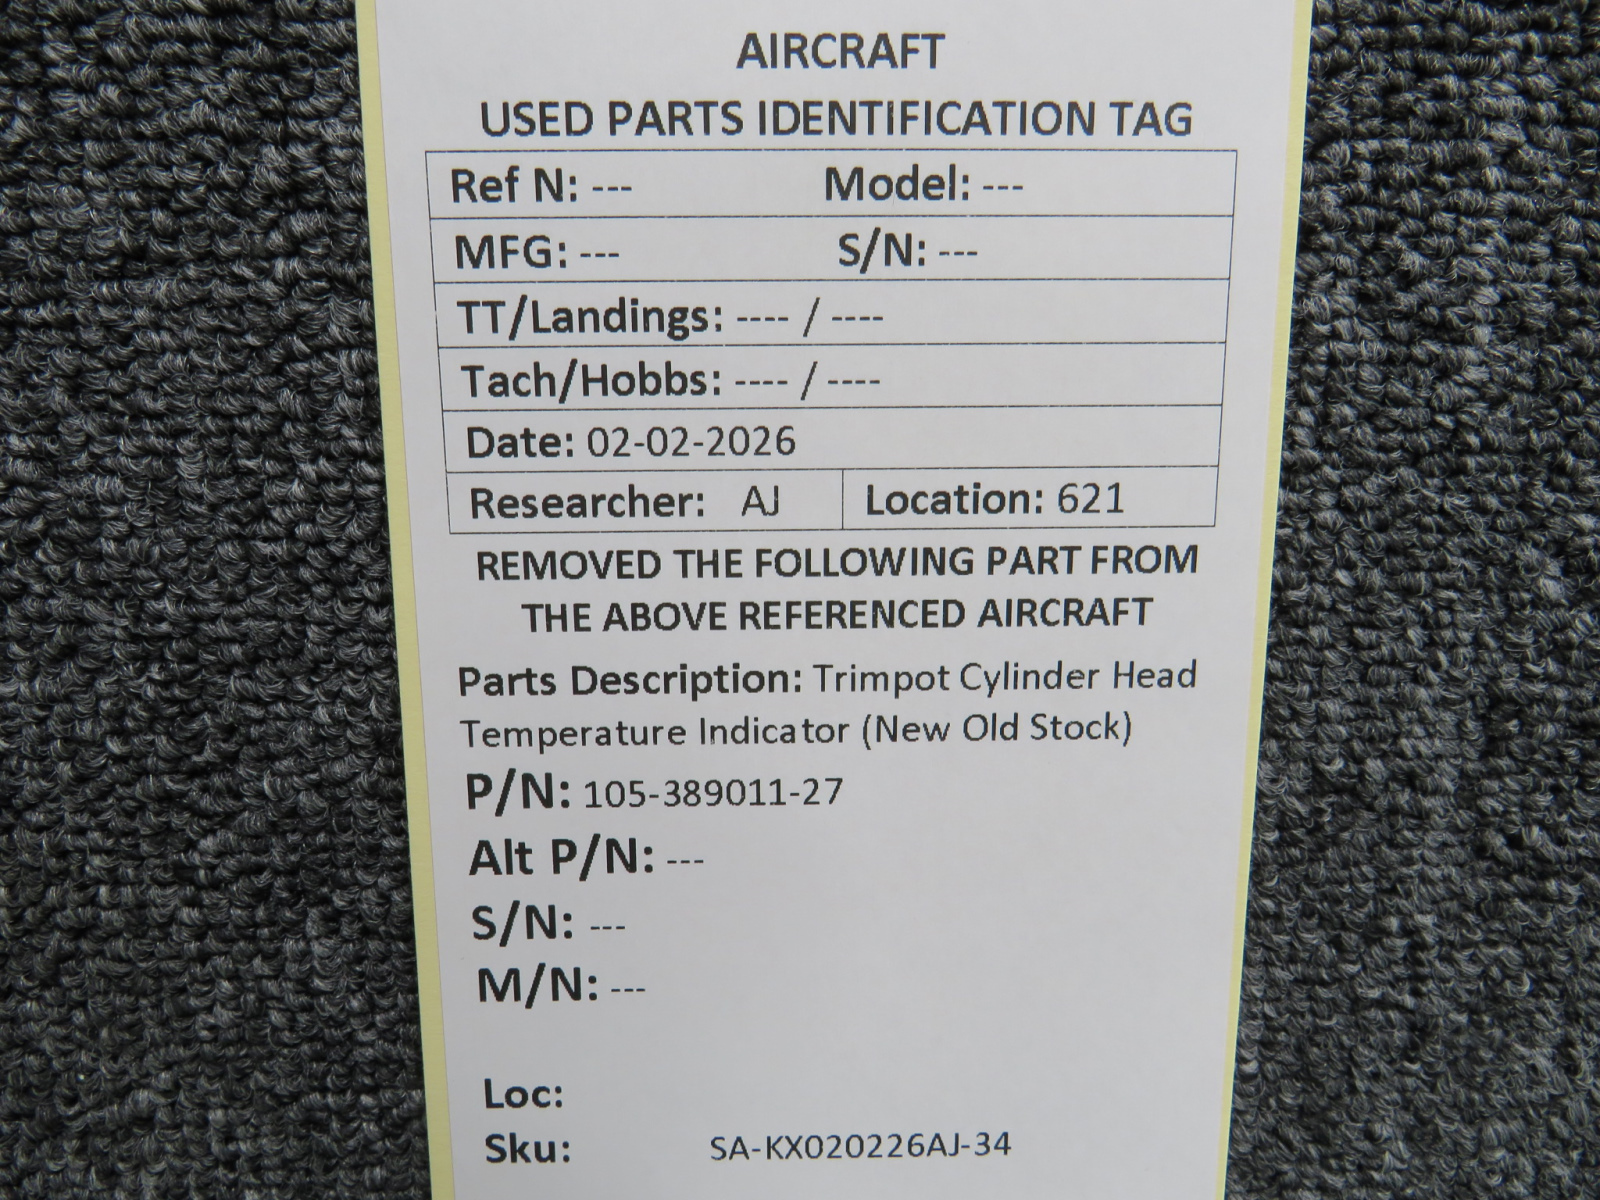 AIRCRAFT
USED PARTS IDENTIFICATION TAG
Ref N: --- Model: ---
MFG: --- S/N: ---
TT/Landings: ---- / ----
Tach/Hobbs: ---- / ----
Date: 02-02-2026
Researcher: AJ Location: 621
REMOVED THE FOLLOWING PART FROM
THE ABOVE REFERENCED AIRCRAFT
Parts Description: Trimpot Cylinder Head
Temperature Indicator (New Old Stock)
P/N: 105-389011-27
Alt P/N: ---
S/N: ---
M/N: ---
Loc:
Sku: SA-KX020226AJ-34